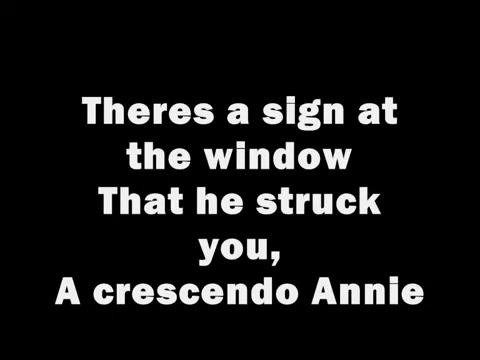 Theres a sign at
the window
That he struck
you,
A crescendo Annie